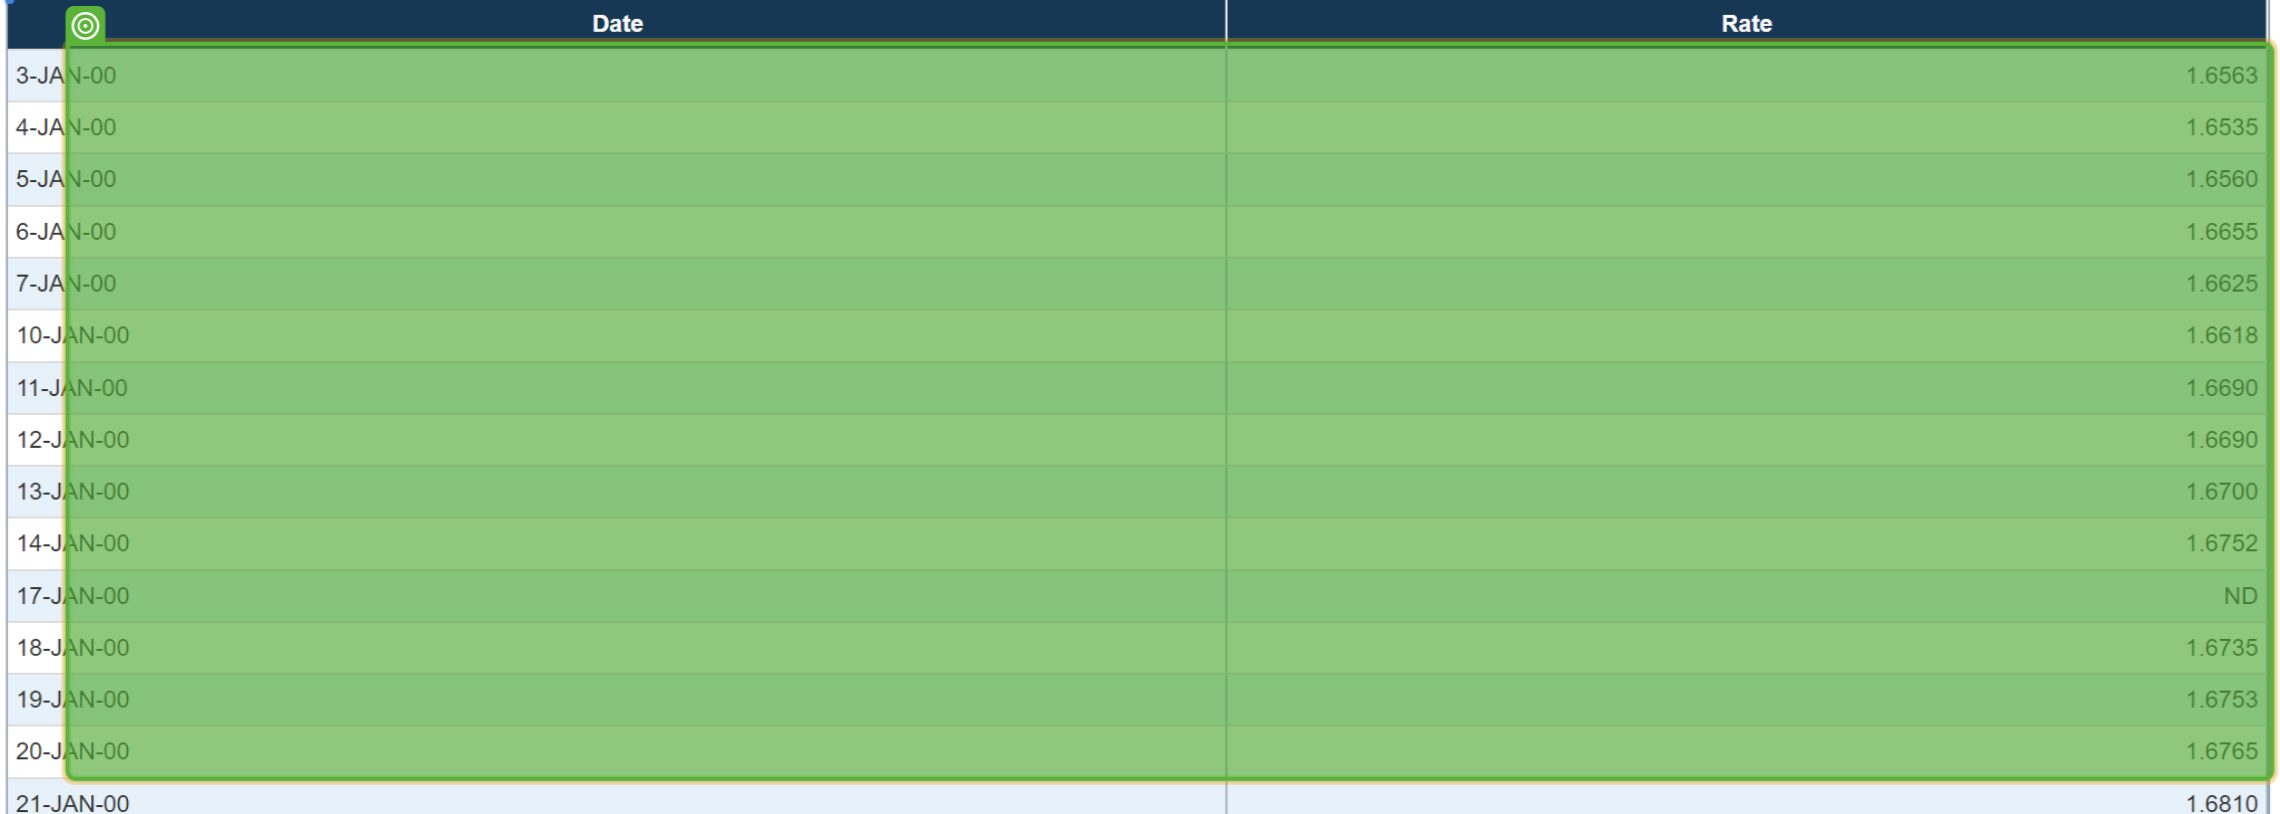 Date Rate
3-JAN-00 1.6563
4-JAN-00 1.6535
5-JAN-00 1.6560
6-JAN-00 1.6655
7-JAN-00 1.6625
10-JAN-00 1.6618
11-JAN-00 1.6690
12-JAN-00 1.6690
13-JAN-00 1.6700
14-JAN-00 1.6752
17-JAN-00 ND
18-JAN-00 1.6735
19-JAN-00 1.6753
20-JAN-00 1.6765
21-JAN-00 1.6810